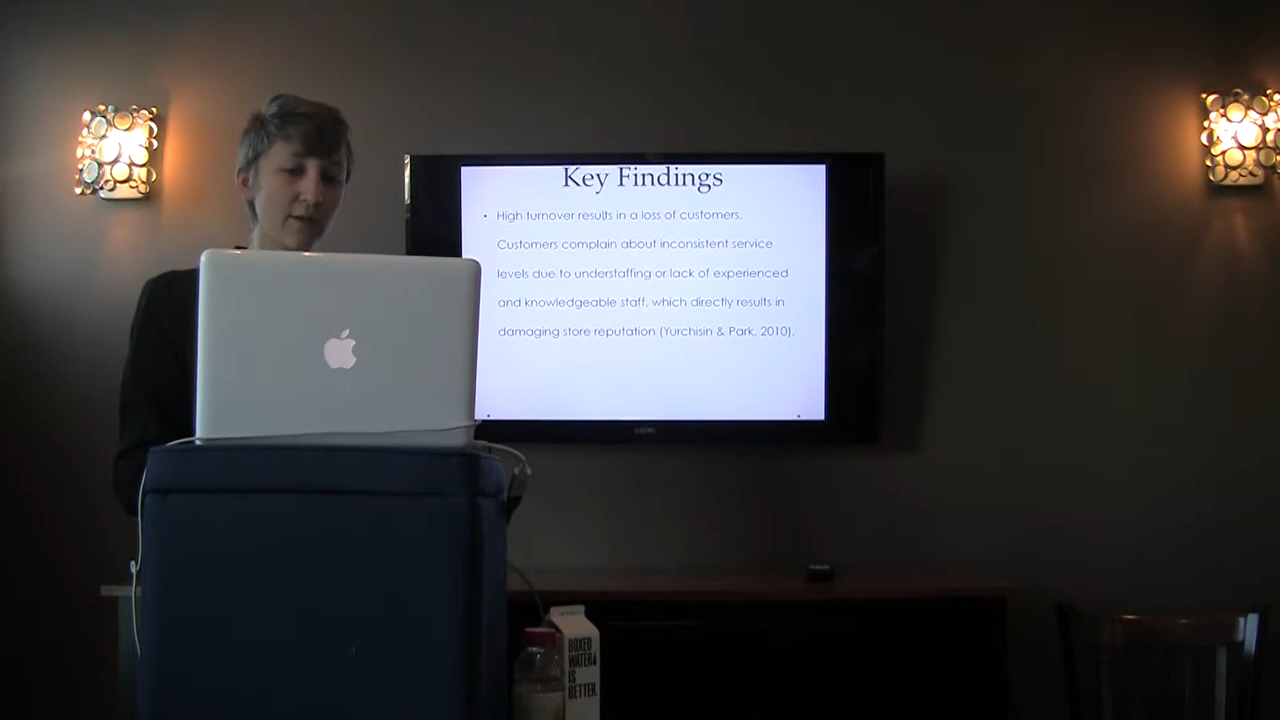 Key Findings
• High turnover results in a loss of customers.
Customers complain about inconsistent service
levels due to understaffing or lack of experienced
and knowledgeable staff, which directly results in
damaging store reputation (Yurchisin & Park, 2010).
BOXED
WATER
IS
BETTER.